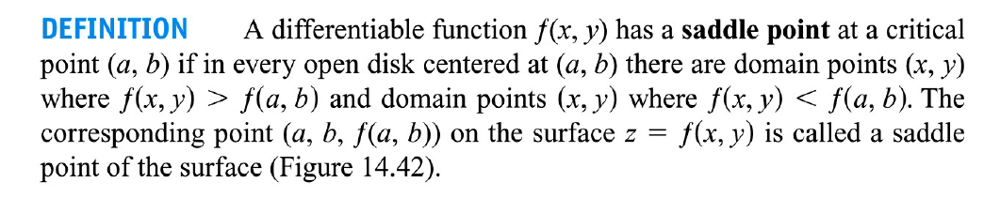 DEFINITION A differentiable function f(x, y) has a saddle point at a critical
point (a, b) if in every open disk centered at (a, b) there are domain points (x, y)
where f(x, y) > f(a, b) and domain points (x, y) where f(x, y) < f(a, b). The
corresponding point (a, b, f(a, b)) on the surface z = f(x, y) is called a saddle
point of the surface (Figure 14.42).